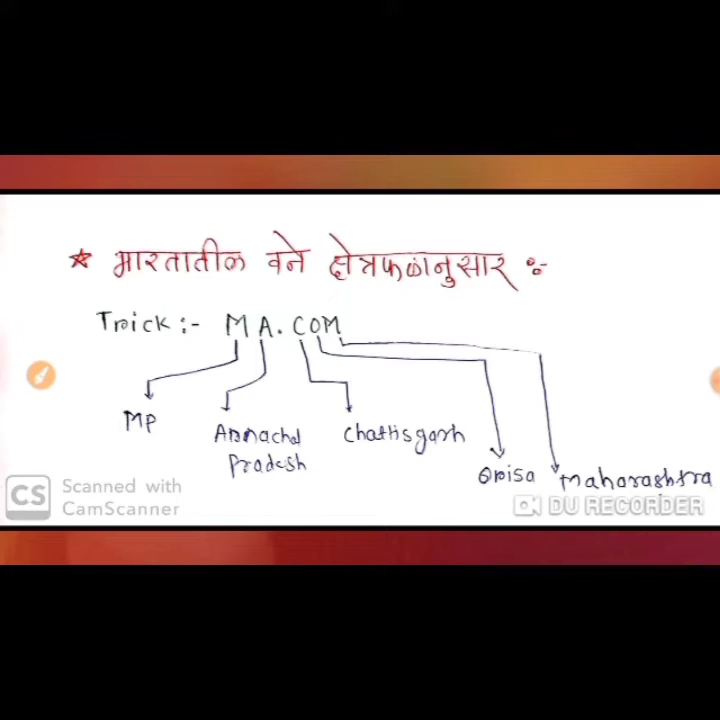 ★ भारतातील वने क्षेत्रफळानुसार :-
Trick :- MA.COM
MP
Arunachal Pradesh
Chattisgarh
Orisa
Maharashtra
CS Scanned with CamScanner
DU RECORDER